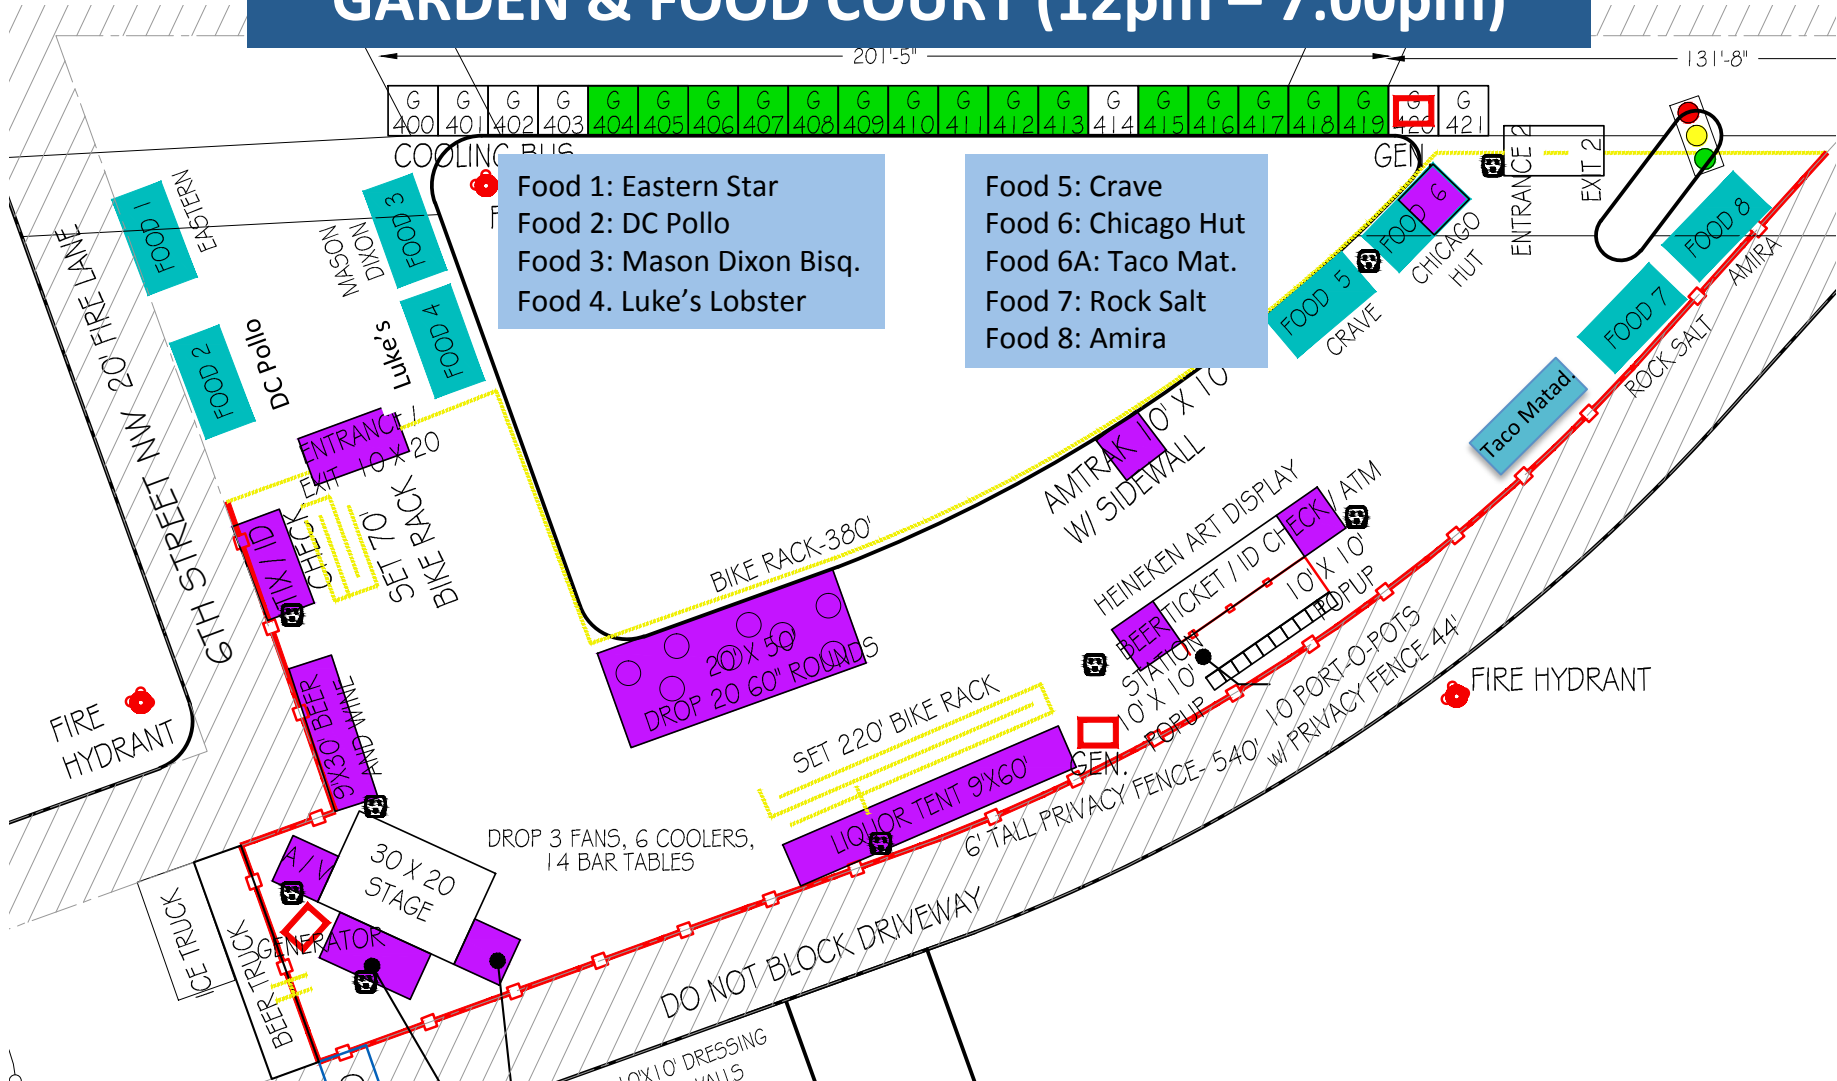 GARDEN & FOOD COURT (12pm – 7:00pm)
201'-5"
131'-8"
G 400
G 401
G 402
G 403
G 404
G 405
G 406
G 407
G 408
G 409
G 410
G 411
G 412
G 413
G 414
G 415
G 416
G 417
G 418
G 419
G 420
G 421
COOLING BUS
GEN.
ENTRANCE 2
EXIT 2
Food 1: Eastern Star
Food 2: DC Pollo
Food 3: Mason Dixon Bisq.
Food 4. Luke’s Lobster
Food 5: Crave
Food 6: Chicago Hut
Food 6A: Taco Mat.
Food 7: Rock Salt
Food 8: Amira
FOOD 1
EASTERN
FOOD 2
DC Pollo
MASON
DIXON
FOOD 3
Luke's
FOOD 4
FOOD 5
CRAVE
FOOD 6
CHICAGO
HUT
FOOD 7
ROCK SALT
FOOD 8
AMIRA
Taco Matad.
20' FIRE LANE
6TH STREET NW
ENTRANCE /
EXIT 10 X 20
TIX / ID
CHECK
SET 70'
BIKE RACK
BIKE RACK-380'
AMTRAK 10' X 10'
W/ SIDEWALL
HEINEKEN ART DISPLAY
BEER TICKET / ID CHECK / ATM
STATION
10' X 10'
POPUP
10' X 10'
POPUP
20' X 50'
DROP 20 60" ROUNDS
SET 220' BIKE RACK
LIQUOR TENT 9'X60'
GEN.
10 PORT-O-POTS
W/ PRIVACY FENCE 44'
6' TALL PRIVACY FENCE- 540'
FIRE HYDRANT
FIRE
HYDRANT
9'X30' BEER
AND WINE
DROP 3 FANS, 6 COOLERS,
14 BAR TABLES
A / V
30 X 20
STAGE
GENERATOR
ICE TRUCK
BEER TRUCK
DO NOT BLOCK DRIVEWAY
10'X10' DRESSING